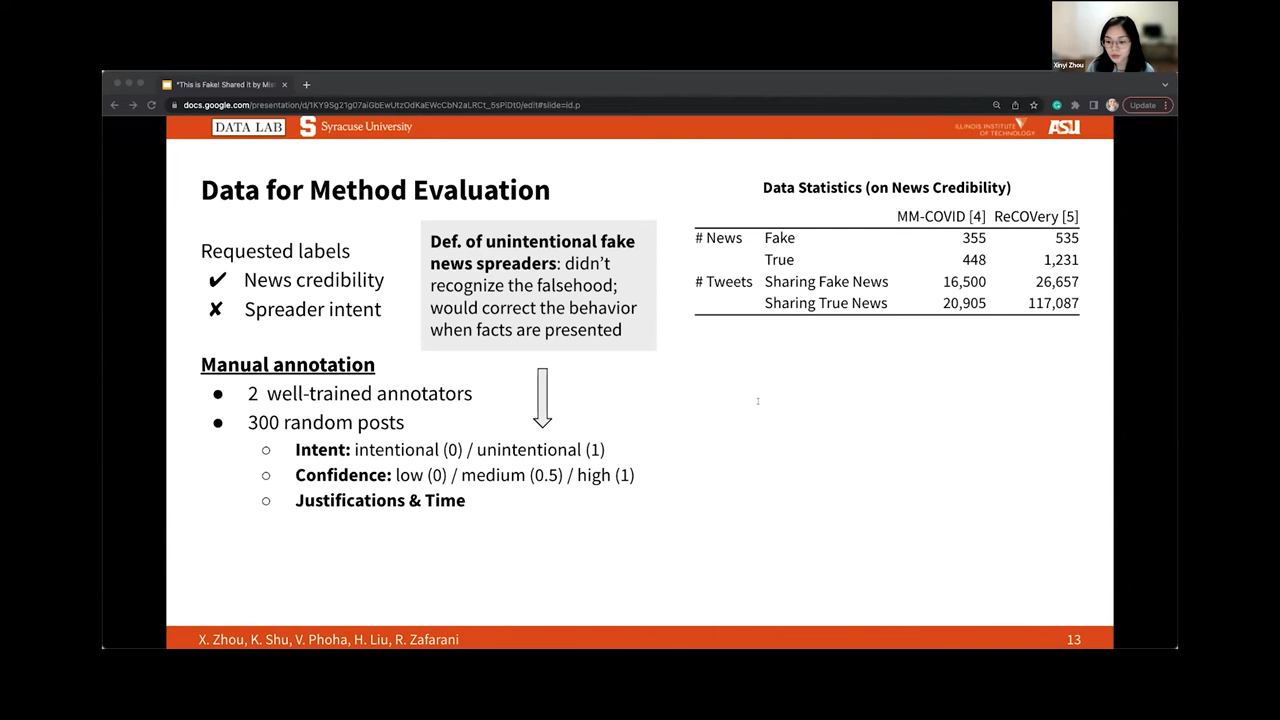 Xinyi Zhou
"This is Fake! Shared it by Mist
docs.google.com/presentation/d/1KY9Sg21g07aiGbEwUtzOdKaEWcCbN2aLRCt_5sPlDt0/edit#slide=id.p
Update
DATA LAB
S Syracuse University
ILLINOIS INSTITUTE OF TECHNOLOGY
ASU
Data for Method Evaluation
Requested labels
✔ News credibility
✘ Spreader intent
Def. of unintentional fake
news spreaders: didn't
recognize the falsehood;
would correct the behavior
when facts are presented
Manual annotation
● 2 well-trained annotators
● 300 random posts
○ Intent: intentional (0) / unintentional (1)
○ Confidence: low (0) / medium (0.5) / high (1)
○ Justifications & Time
Data Statistics (on News Credibility)
MM-COVID [4] ReCOVery [5]
# News Fake 355 535
True 448 1,231
# Tweets Sharing Fake News 16,500 26,657
Sharing True News 20,905 117,087
X. Zhou, K. Shu, V. Phoha, H. Liu, R. Zafarani
13